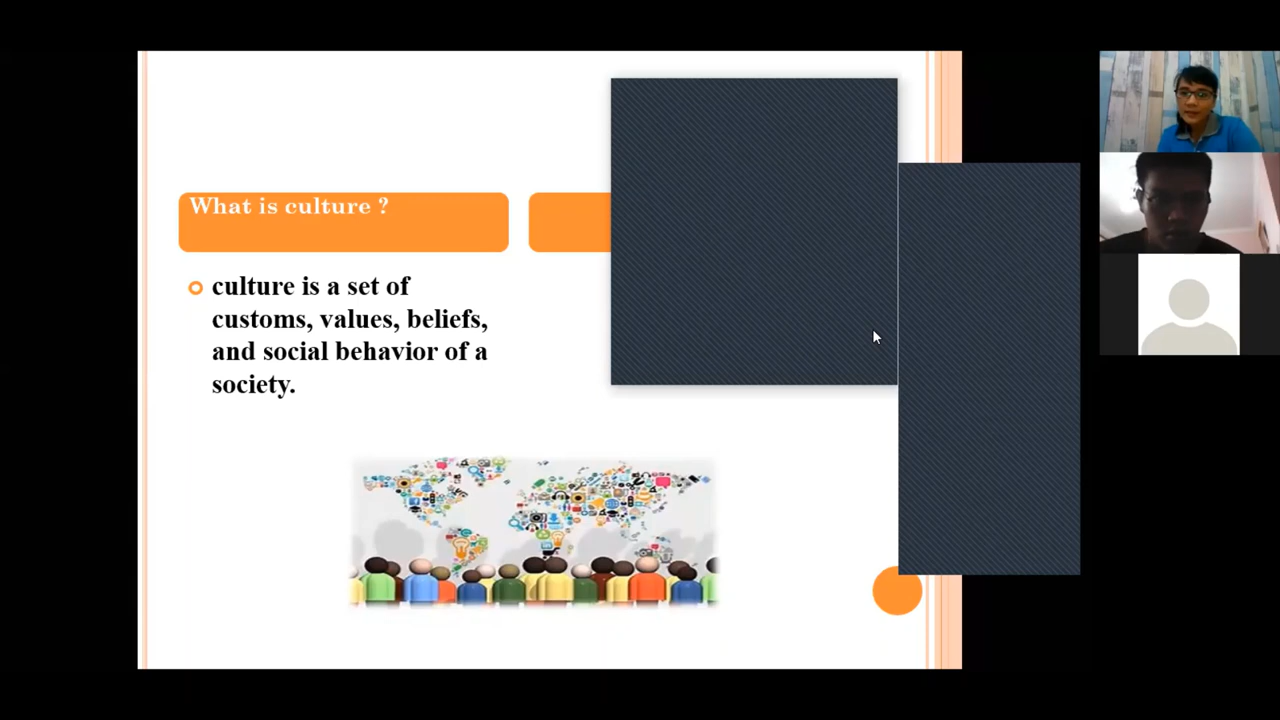 What is culture ?
culture is a set of
customs, values, beliefs,
and social behavior of a
society.